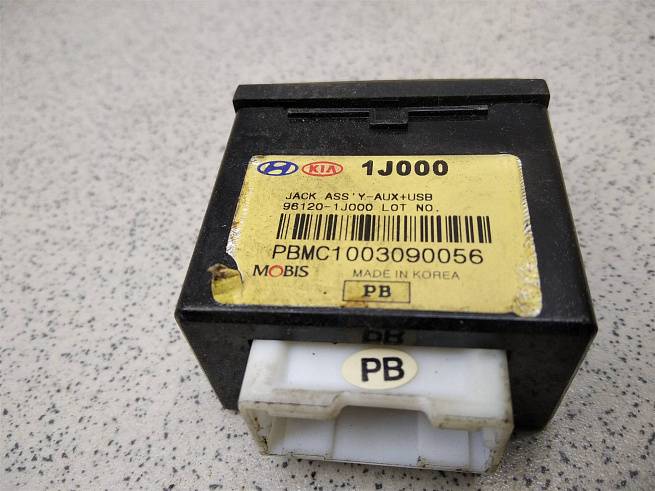 H KIA 1J000
JACK ASS'Y-AUX+USB
96120-1J000 LOT NO.
PBMC1003090056
MOBIS MADE IN KOREA
PB
PB
PB